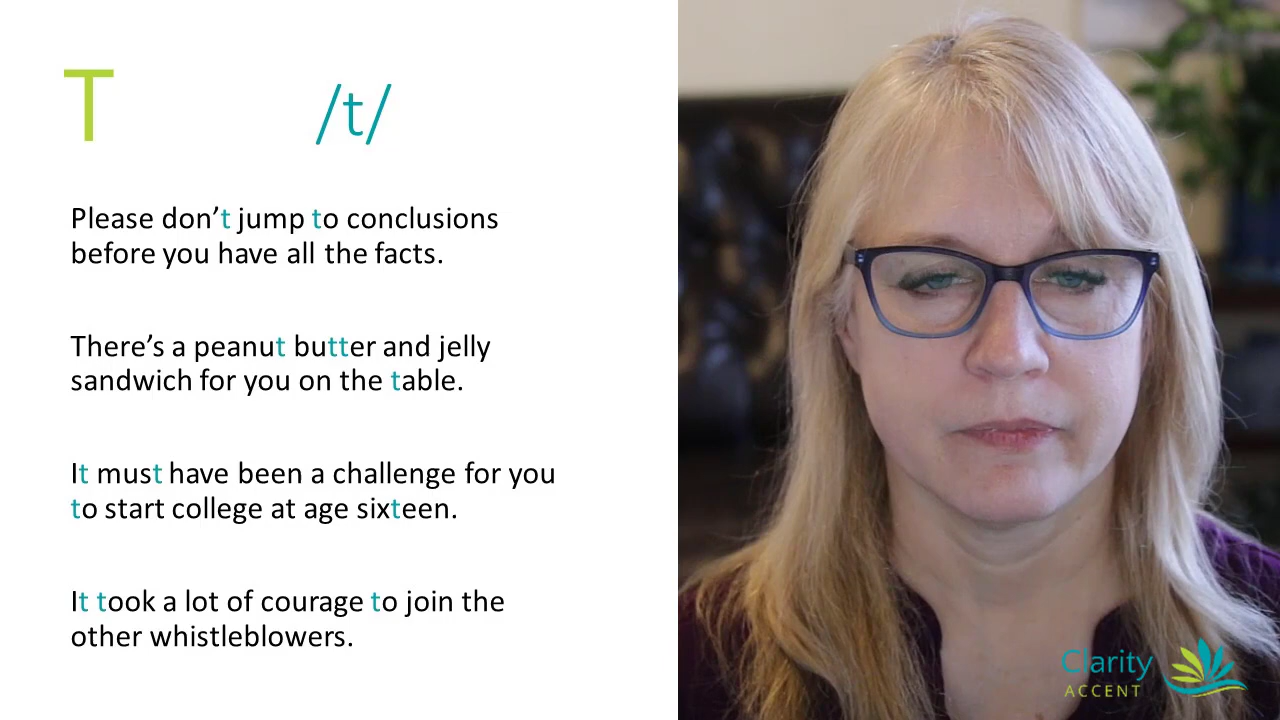 T /t/
Please don’t jump to conclusions
before you have all the facts.
There’s a peanut butter and jelly
sandwich for you on the table.
It must have been a challenge for you
to start college at age sixteen.
It took a lot of courage to join the
other whistleblowers.
Clarity
ACCENT